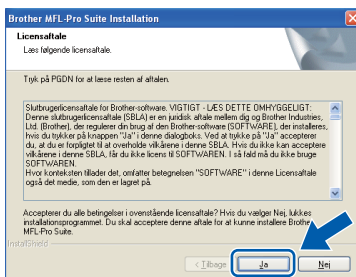 Brother MFL-Pro Suite Installation
Licensaftale
Læs følgende licensaftale.
Tryk på PGDN for at læse resten af aftalen.
Slutbrugerlicensaftale for Brother-software. VIGTIGT - LÆS DETTE OMHYGGELIGT:
Denne slutbrugerlicensaftale (SBLA) er en juridisk aftale mellem dig og Brother Industries,
Ltd. (Brother), der regulerer din brug af den Brother-software (SOFTWARE), der installeres,
hvis du trykker på knappen "Ja" i denne dialogboks. Ved at trykke på "Ja" accepterer
du, at du er forpligtet til at overholde vilkårene i denne SBLA. Hvis du ikke kan acceptere
vilkårene i denne SBLA, får du ikke licens til SOFTWAREN. I så fald må du ikke bruge
SOFTWAREN.
Hvor konteksten tillader det, omfatter betegnelsen "SOFTWARE" i denne Licensaftale
også det medie, som den er lagret på.
Accepterer du alle betingelser i ovenstående licensaftale? Hvis du vælger Nej, lukkes
installationsprogrammet. Du skal acceptere denne aftale for at kunne installere Brother
MFL-Pro Suite.
InstallShield
< Tilbage
Ja
Nej